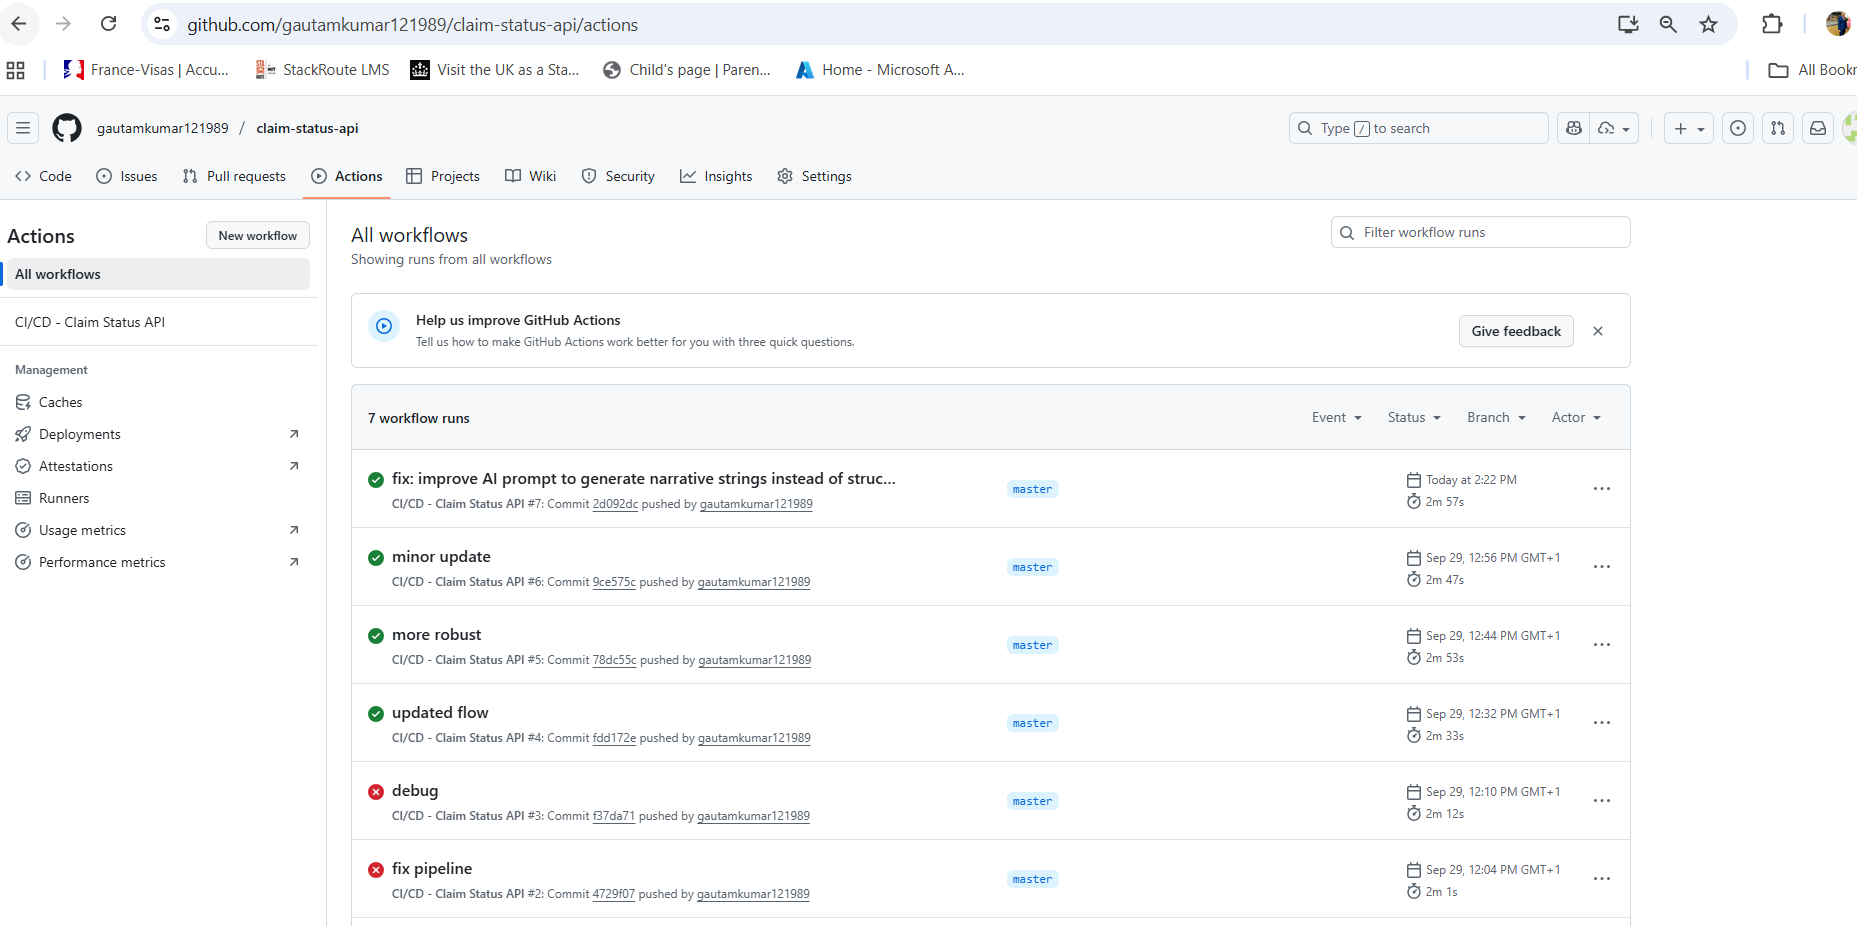 github.com/gautamkumar121989/claim-status-api/actions
France-Visas | Accu...
StackRoute LMS
Visit the UK as a Sta...
Child's page | Paren...
Home - Microsoft A...
All Bookr
gautamkumar121989 / claim-status-api
Type / to search
Code
Issues
Pull requests
Actions
Projects
Wiki
Security
Insights
Settings
Actions
New workflow
All workflows
CI/CD - Claim Status API
Management
Caches
Deployments
Attestations
Runners
Usage metrics
Performance metrics
All workflows
Showing runs from all workflows
Filter workflow runs
Help us improve GitHub Actions
Tell us how to make GitHub Actions work better for you with three quick questions.
Give feedback
7 workflow runs
Event
Status
Branch
Actor
fix: improve AI prompt to generate narrative strings instead of struc...
CI/CD - Claim Status API #7: Commit 2d092dc pushed by gautamkumar121989
master
Today at 2:22 PM
2m 57s
minor update
CI/CD - Claim Status API #6: Commit 9ce575c pushed by gautamkumar121989
master
Sep 29, 12:56 PM GMT+1
2m 47s
more robust
CI/CD - Claim Status API #5: Commit 78dc55c pushed by gautamkumar121989
master
Sep 29, 12:44 PM GMT+1
2m 53s
updated flow
CI/CD - Claim Status API #4: Commit fdd172e pushed by gautamkumar121989
master
Sep 29, 12:32 PM GMT+1
2m 33s
debug
CI/CD - Claim Status API #3: Commit f37da71 pushed by gautamkumar121989
master
Sep 29, 12:10 PM GMT+1
2m 12s
fix pipeline
CI/CD - Claim Status API #2: Commit 4729f07 pushed by gautamkumar121989
master
Sep 29, 12:04 PM GMT+1
2m 1s